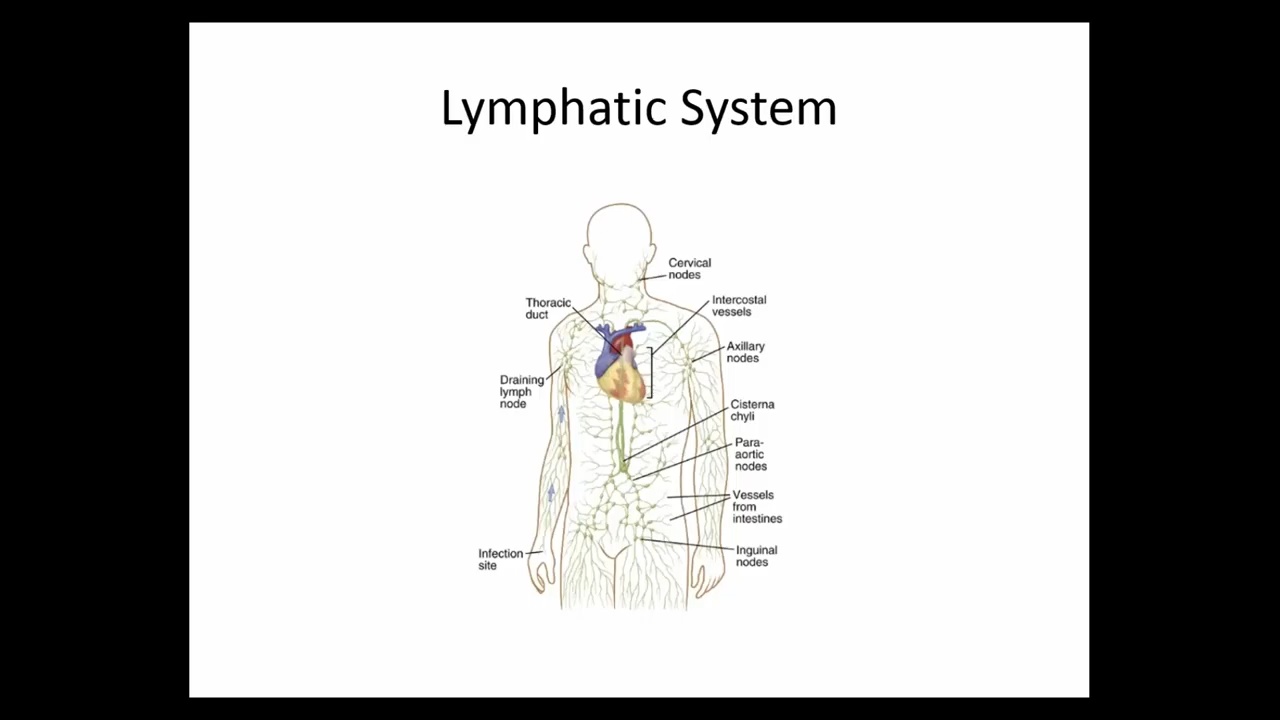 Lymphatic System
Cervical
nodes
Thoracic
duct
Intercostal
vessels
Axillary
nodes
Draining
lymph
node
Cisterna
chyli
Para-
aortic
nodes
Vessels
from
intestines
Infection
site
Inguinal
nodes